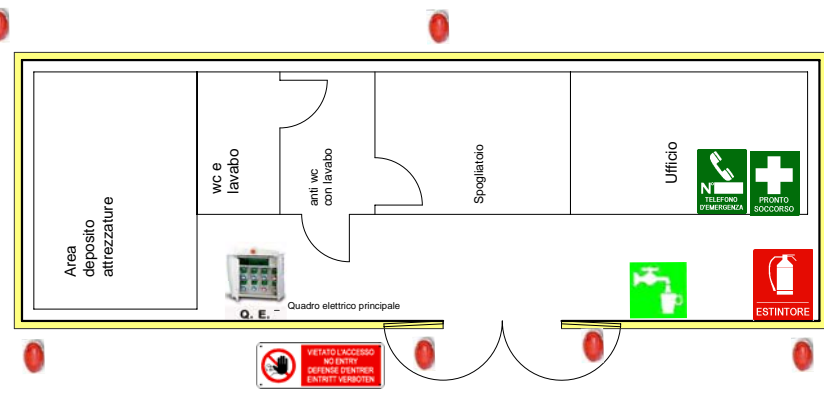 Area
deposito
attrezzature
wc e
lavabo
anti wc
con lavabo
Spogliatoio
Ufficio
N°
TELEFONO
D'EMERGENZA
PRONTO
SOCCORSO
Q. E.
Quadro elettrico principale
ESTINTORE
VIETATO L'ACCESSO
NO ENTRY
DEFENSE D'ENTRER
EINTRITT VERBOTEN